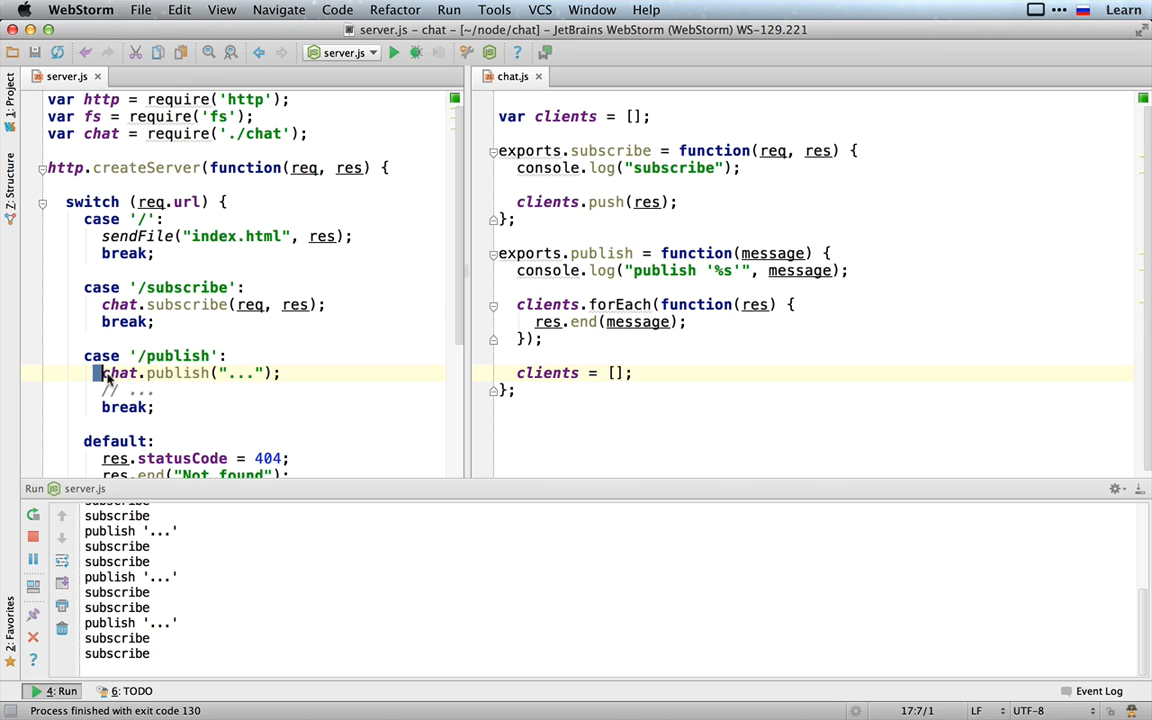 WebStorm File Edit View Navigate Code Refactor Run Tools VCS Window Help Learn
server.js - chat - [~/node/chat] - JetBrains WebStorm (WebStorm) WS-129.221
server.js
server.js
chat.js
1: Project
Z: Structure
2: Favorites
var http = require('http');
var fs = require('fs');
var chat = require('./chat');
http.createServer(function(req, res) {
switch (req.url) {
case '/':
sendFile("index.html", res);
break;
case '/subscribe':
chat.subscribe(req, res);
break;
case '/publish':
chat.publish("...");
// ...
break;
default:
res.statusCode = 404;
res.end("Not found");
var clients = [];
exports.subscribe = function(req, res) {
console.log("subscribe");
clients.push(res);
};
exports.publish = function(message) {
console.log("publish '%s'", message);
clients.forEach(function(res) {
res.end(message);
});
clients = [];
};
Run server.js
subscribe
subscribe
publish '...'
subscribe
subscribe
publish '...'
subscribe
subscribe
publish '...'
subscribe
subscribe
4: Run 6: TODO Event Log
Process finished with exit code 130 17:7/1 LF UTF-8